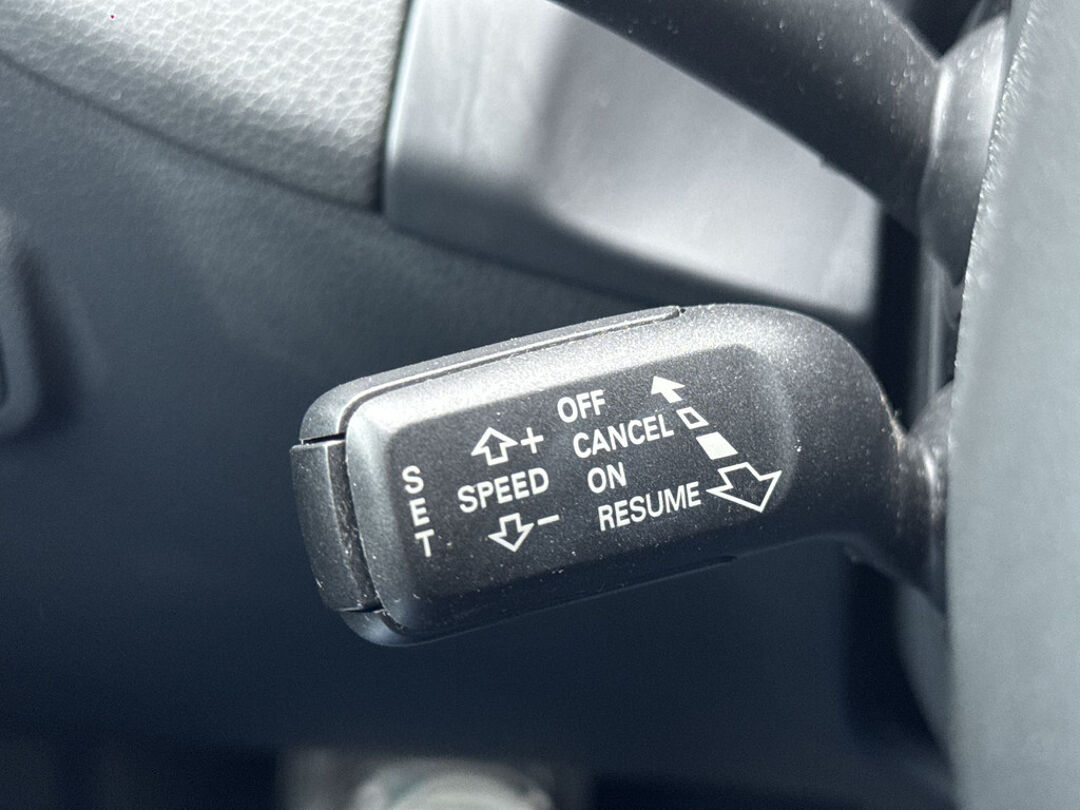 SET
+
SPEED
−
OFF
CANCEL
ON
RESUME